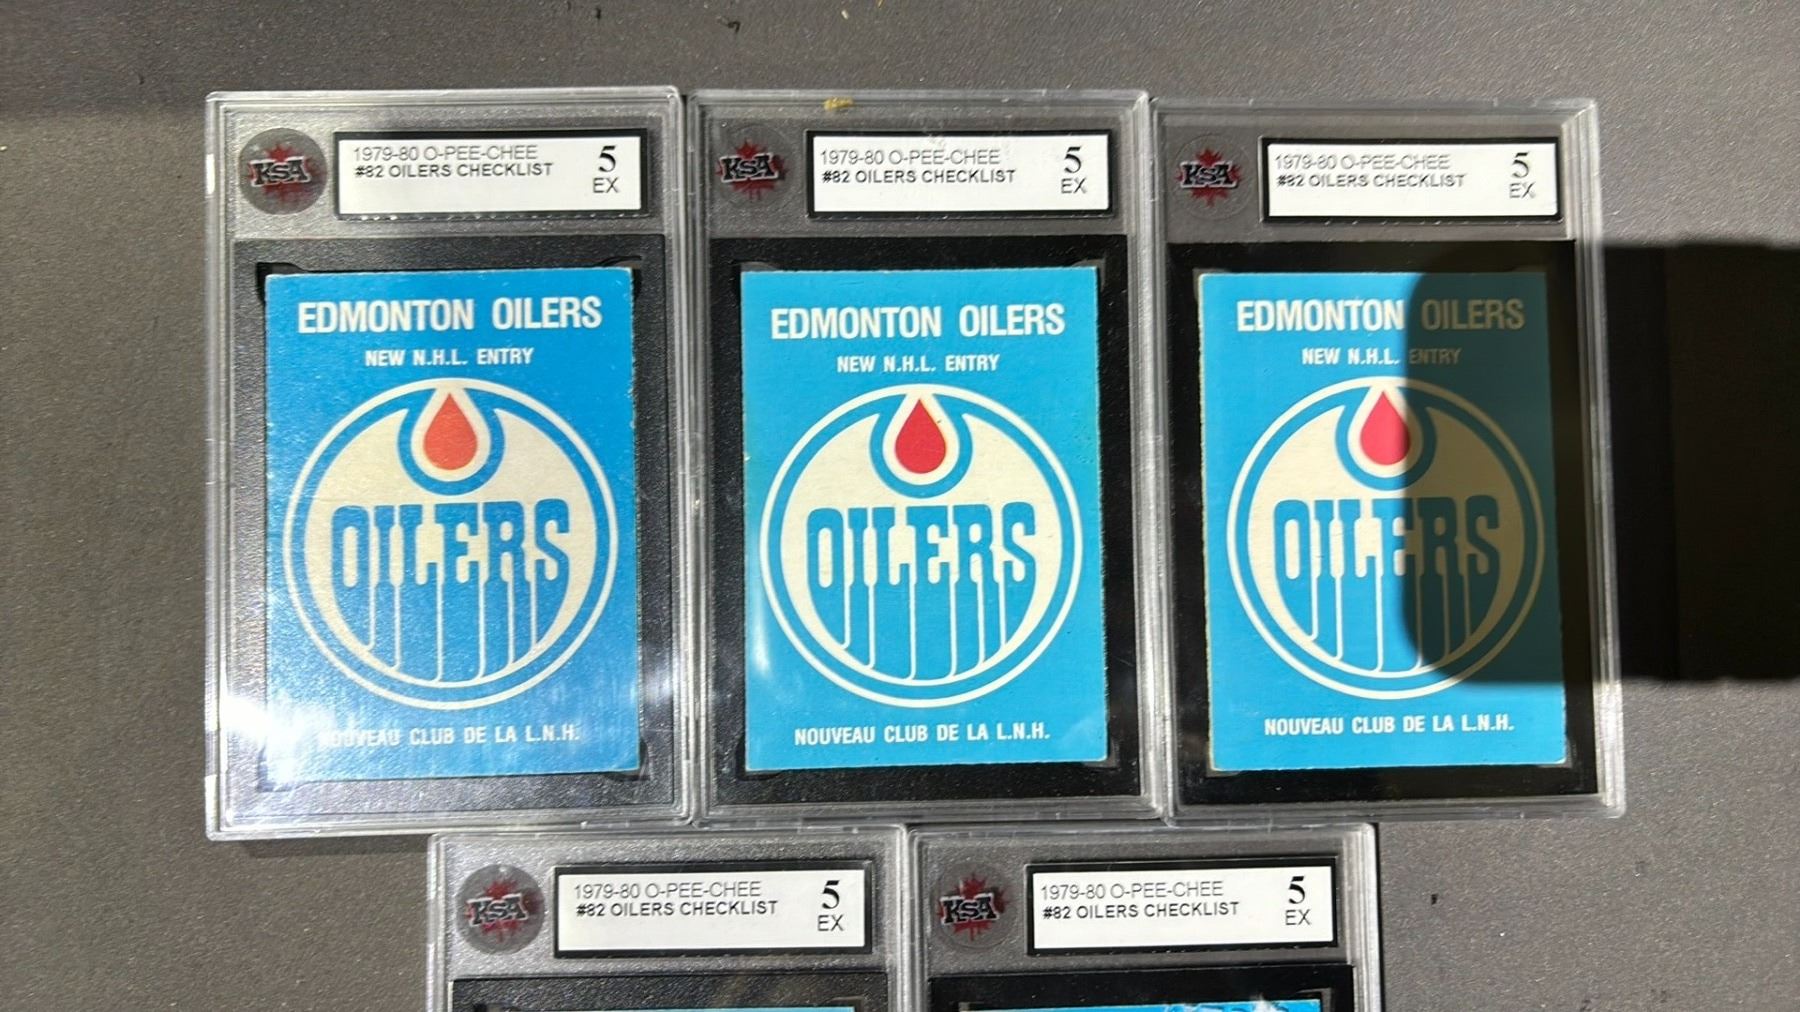 KSA
1979-80 O-PEE-CHEE
#82 OILERS CHECKLIST
5
EX
EDMONTON OILERS
NEW N.H.L. ENTRY
OILERS
NOUVEAU CLUB DE LA L.N.H.
KSA
1979-80 O-PEE-CHEE
#82 OILERS CHECKLIST
5
EX
EDMONTON OILERS
NEW N.H.L. ENTRY
OILERS
NOUVEAU CLUB DE LA L.N.H.
KSA
1979-80 O-PEE-CHEE
#82 OILERS CHECKLIST
5
EX
EDMONTON OILERS
NEW N.H.L. ENTRY
OILERS
NOUVEAU CLUB DE LA L.N.H.
KSA
1979-80 O-PEE-CHEE
#82 OILERS CHECKLIST
5
EX
KSA
1979-80 O-PEE-CHEE
#82 OILERS CHECKLIST
5
EX